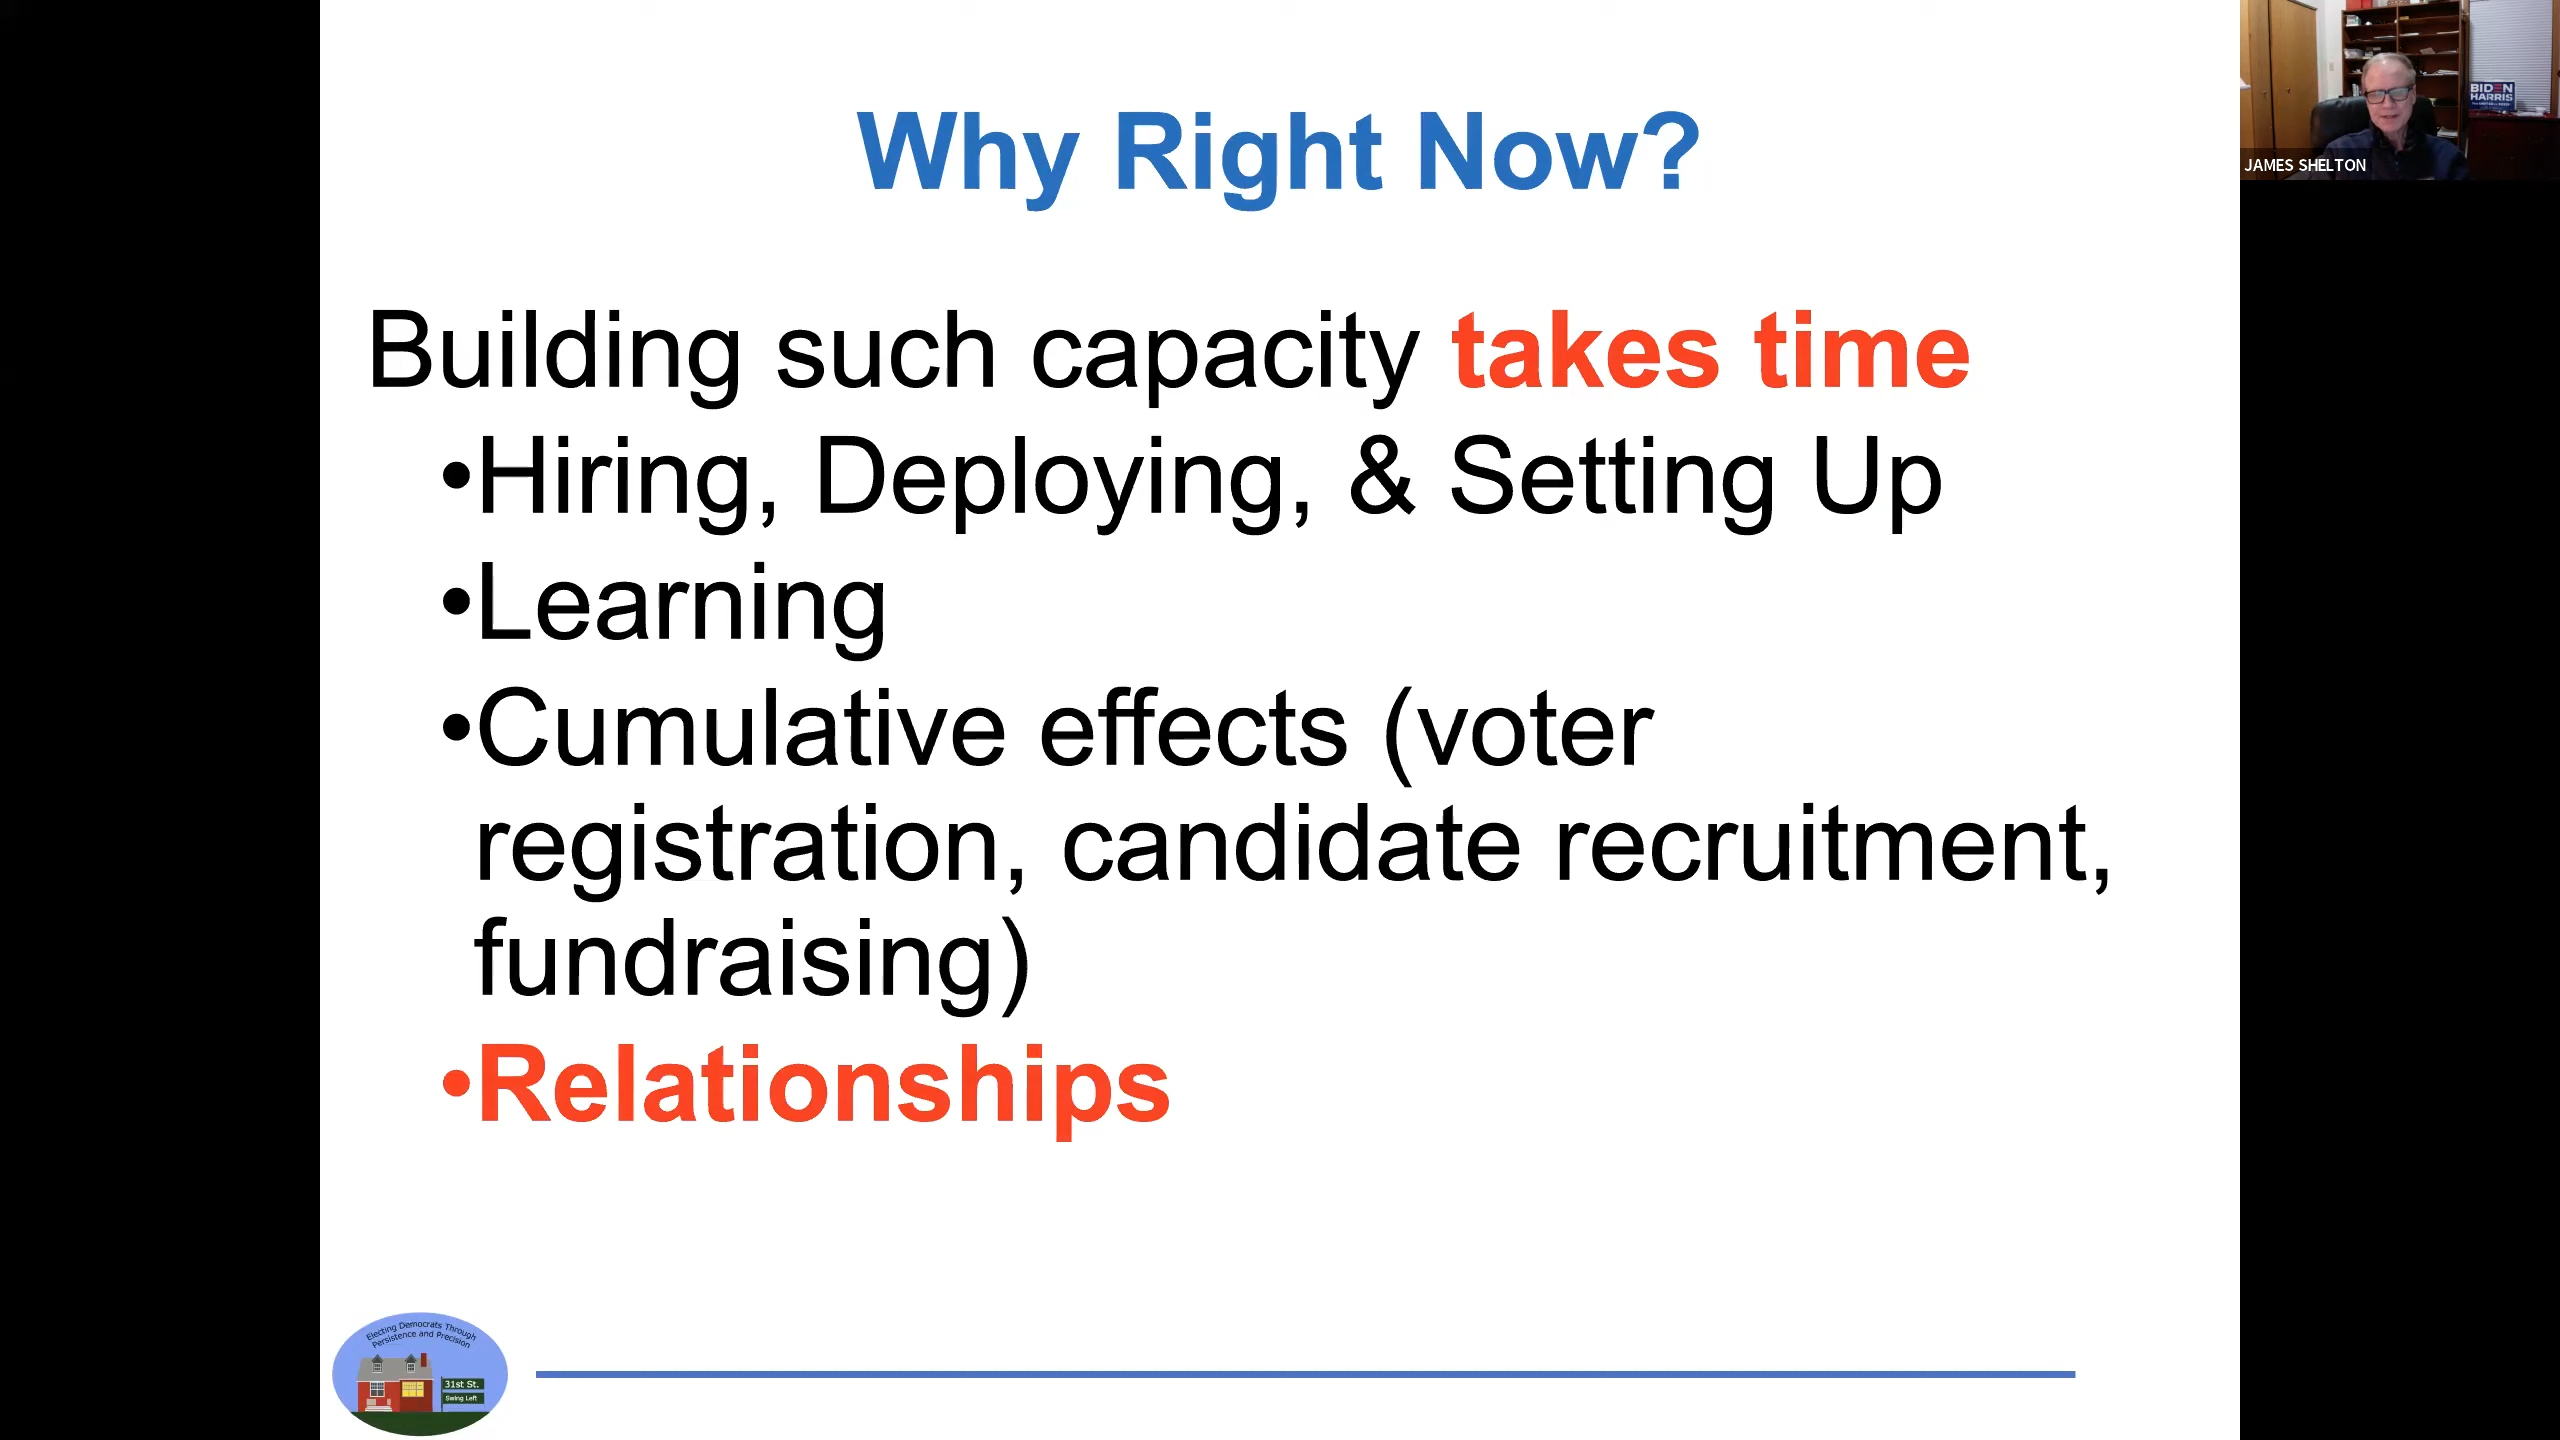 Why Right Now?
Building such capacity takes time
•Hiring, Deploying, & Setting Up
•Learning
•Cumulative effects (voter
registration, candidate recruitment,
fundraising)
•Relationships
Electing Democrats Through
Persistence and Precision
31st St.
Swing Left
BIDEN
HARRIS
JAMES SHELTON